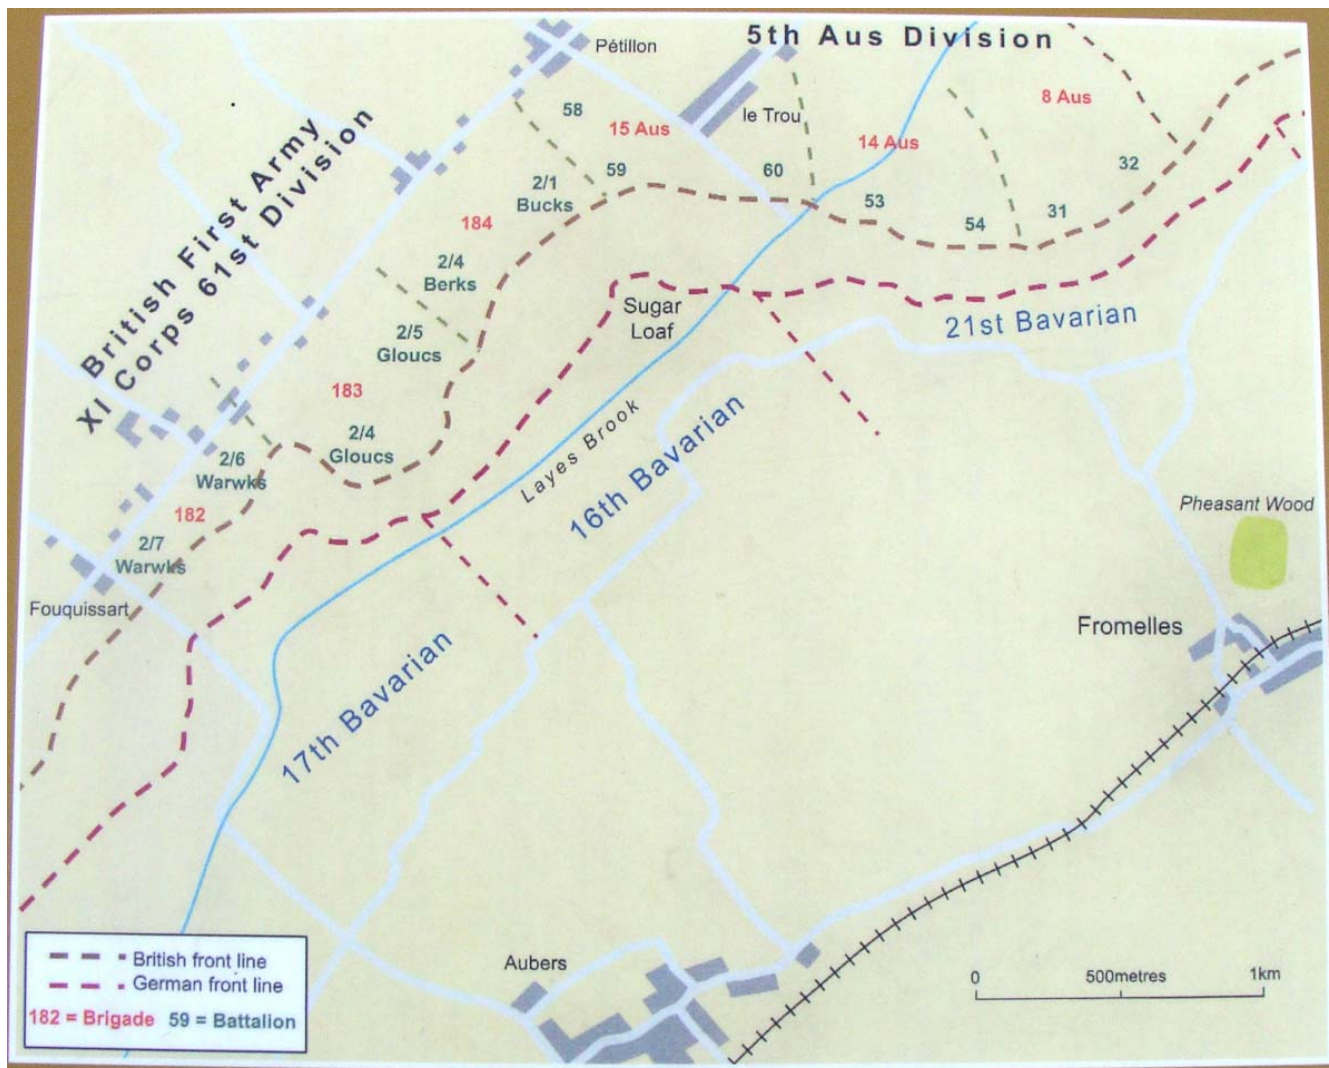 5th Aus Division
Pétillon
8 Aus
58
15 Aus
le Trou
14 Aus
British First Army
XI Corps 61st Division
59
60
32
2/1
Bucks
53
54
31
184
2/4
Berks
Sugar
Loaf
21st Bavarian
2/5
Gloucs
183
2/4
Gloucs
Layes Brook
16th Bavarian
2/6
Warwks
182
2/7
Warwks
Pheasant Wood
Fouquissart
Fromelles
17th Bavarian
Aubers
British front line
German front line
182 = Brigade 59 = Battalion
0 500metres 1km